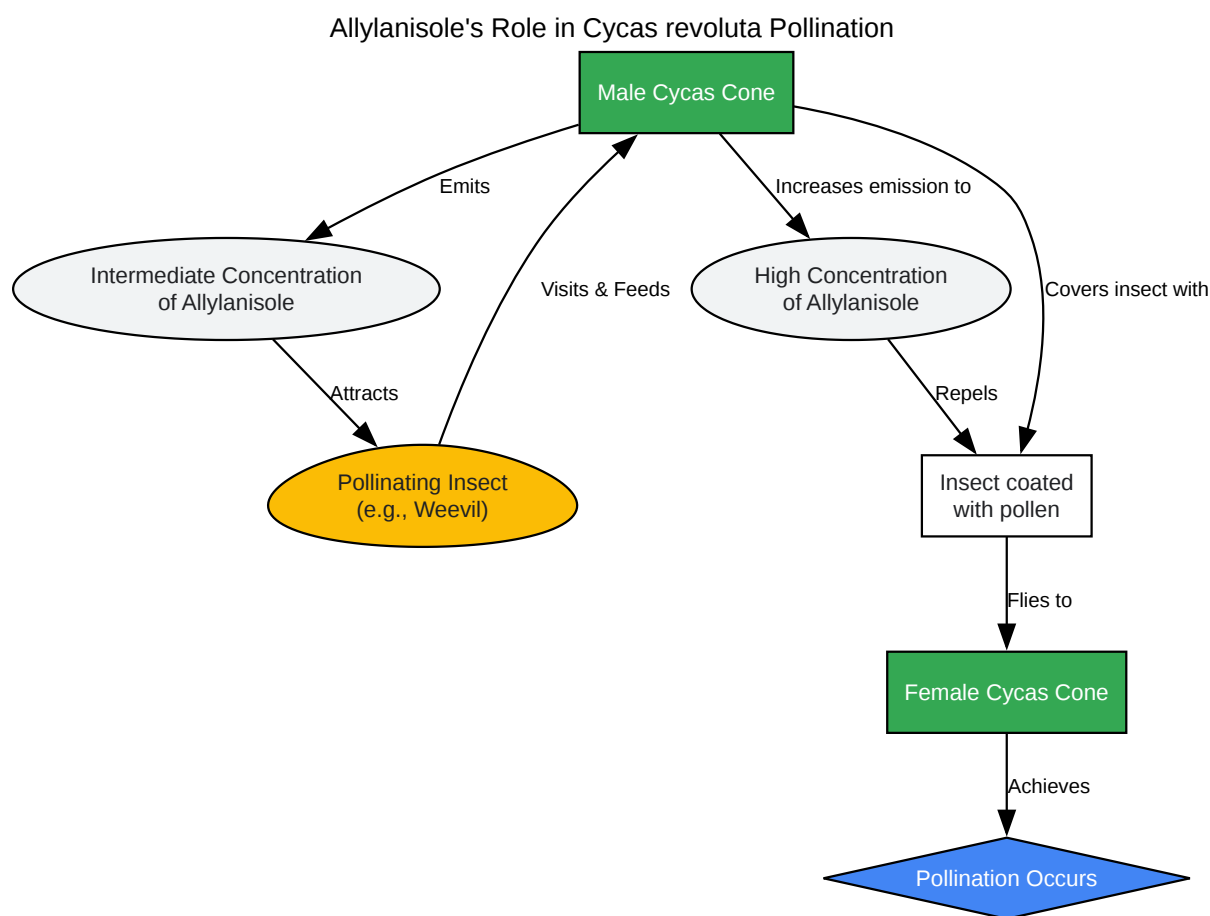 Allylanisole's Role in Cycas revoluta Pollination
Male Cycas Cone
Emits
Increases emission to
Intermediate Concentration
of Allylanisole
Visits & Feeds
High Concentration
of Allylanisole
Covers insect with
Attracts
Repels
Pollinating Insect
(e.g., Weevil)
Insect coated
with pollen
Flies to
Female Cycas Cone
Achieves
Pollination Occurs